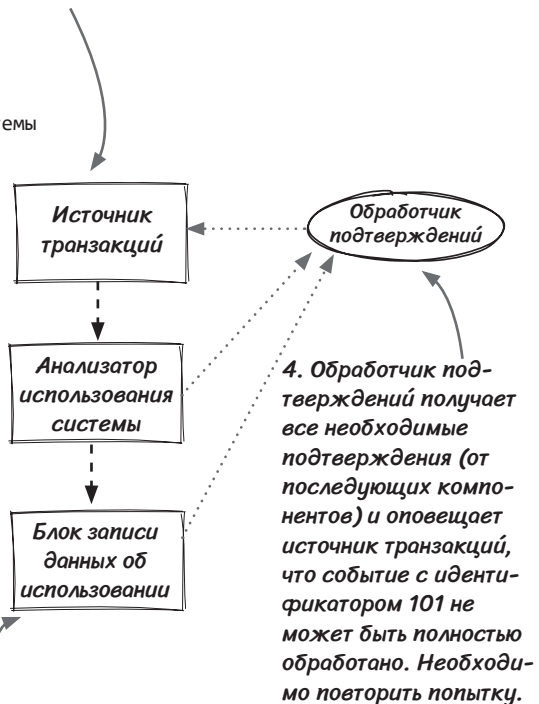 емы
Источник
транзакций
Обработчик
подтверждений
Анализатор
использования
системы
Блок записи
данных об
использовании
4. Обработчик под-
тверждений получает
все необходимые
подтверждения (от
последующих компо-
нентов) и оповещает
источник транзакций,
что событие с иденти-
фикатором 101 не
может быть полностью
обработано. Необходи-
мо повторить попытку.